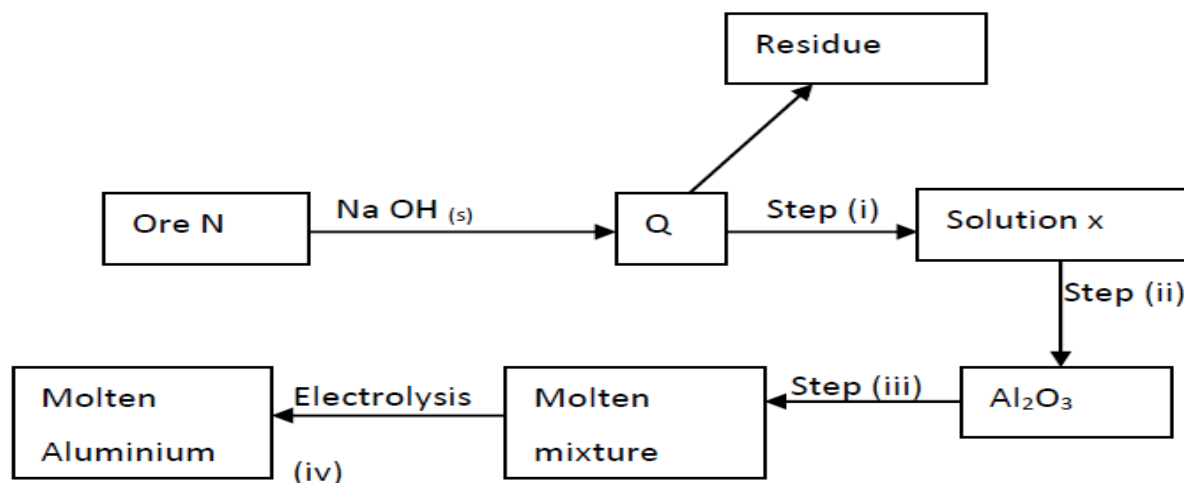 Residue
Ore N
Na OH (s)
Q
Step (i)
Solution x
Step (ii)
Molten
Aluminium
Electrolysis
(iv)
Molten
mixture
Step (iii)
Al₂O₃